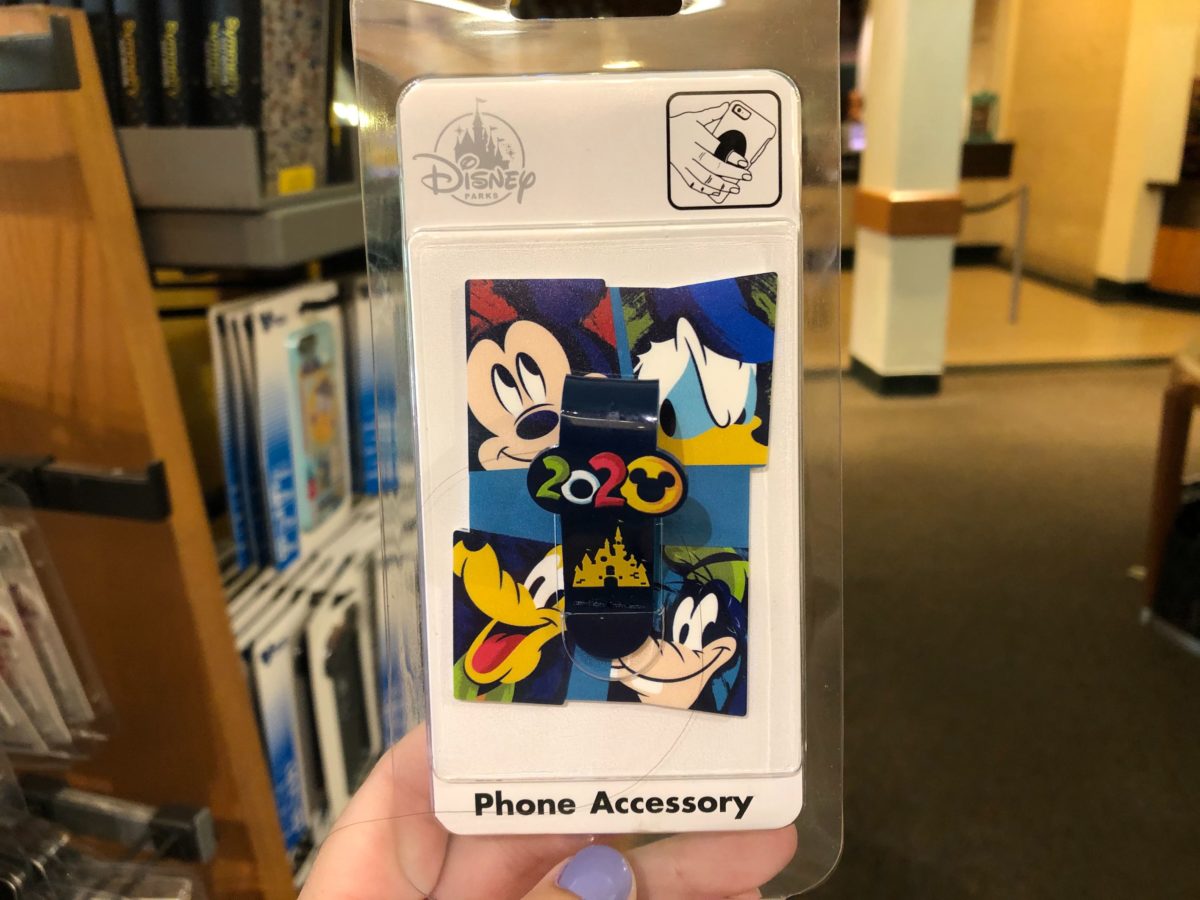 Disney
PARKS
2020
Phone Accessory